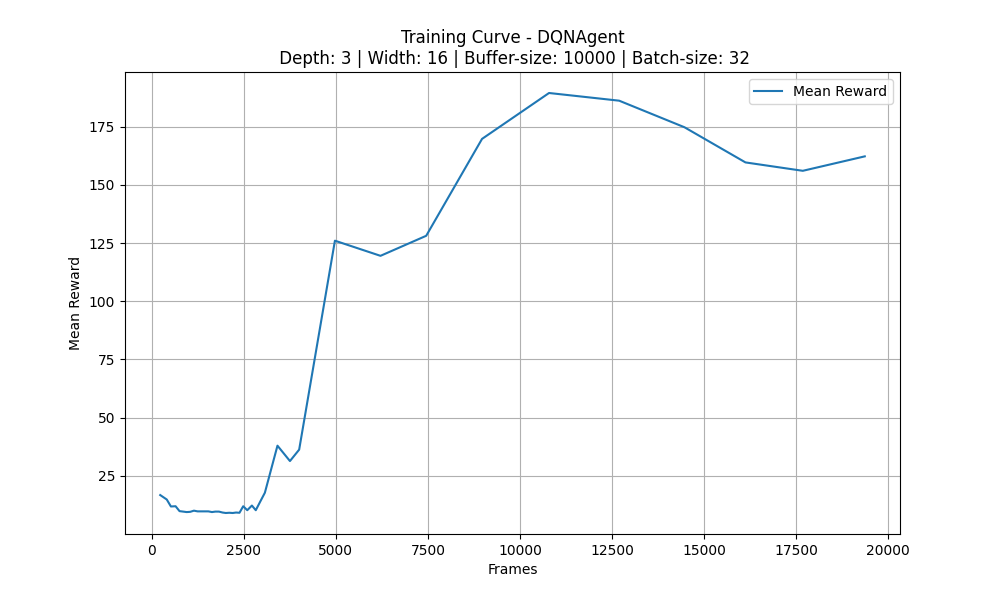 Training Curve - DQNAgent
Depth: 3 | Width: 16 | Buffer-size: 10000 | Batch-size: 32
Mean Reward
175
150
125
100
75
50
25
Mean Reward
0 2500 5000 7500 10000 12500 15000 17500 20000
Frames